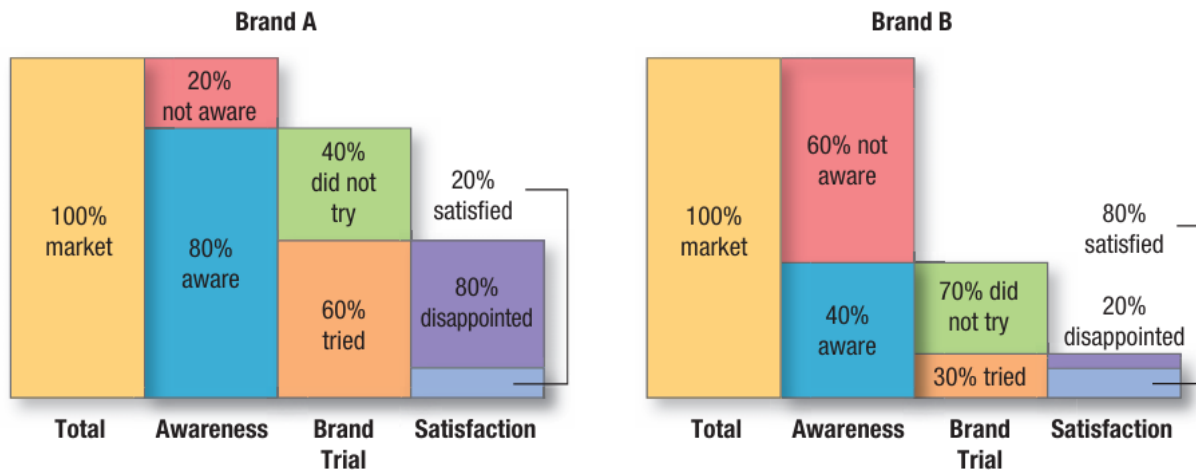 Brand A
20%
not aware
40%
did not
try
20%
satisfied
100%
market
80%
aware
60%
tried
80%
disappointed
Total
Awareness
Brand
Trial
Satisfaction
Brand B
60% not
aware
100%
market
80%
satisfied
40%
aware
70% did
not try
20%
disappointed
30% tried
Total
Awareness
Brand
Trial
Satisfaction